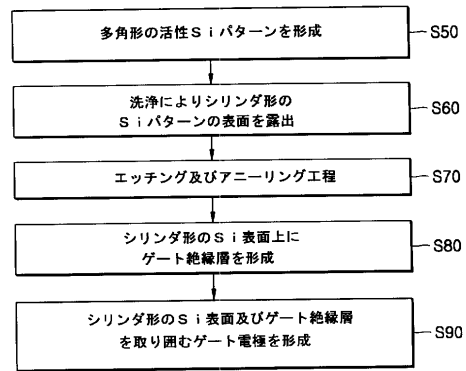 多角形の活性Ｓｉパターンを形成
S50
洗浄によりシリンダ形の
Ｓｉパターンの表面を露出
S60
エッチング及びアニーリング工程
S70
シリンダ形のＳｉ表面上に
ゲート絶縁層を形成
S80
シリンダ形のＳｉ表面及びゲート絶縁層
を取り囲むゲート電極を形成
S90